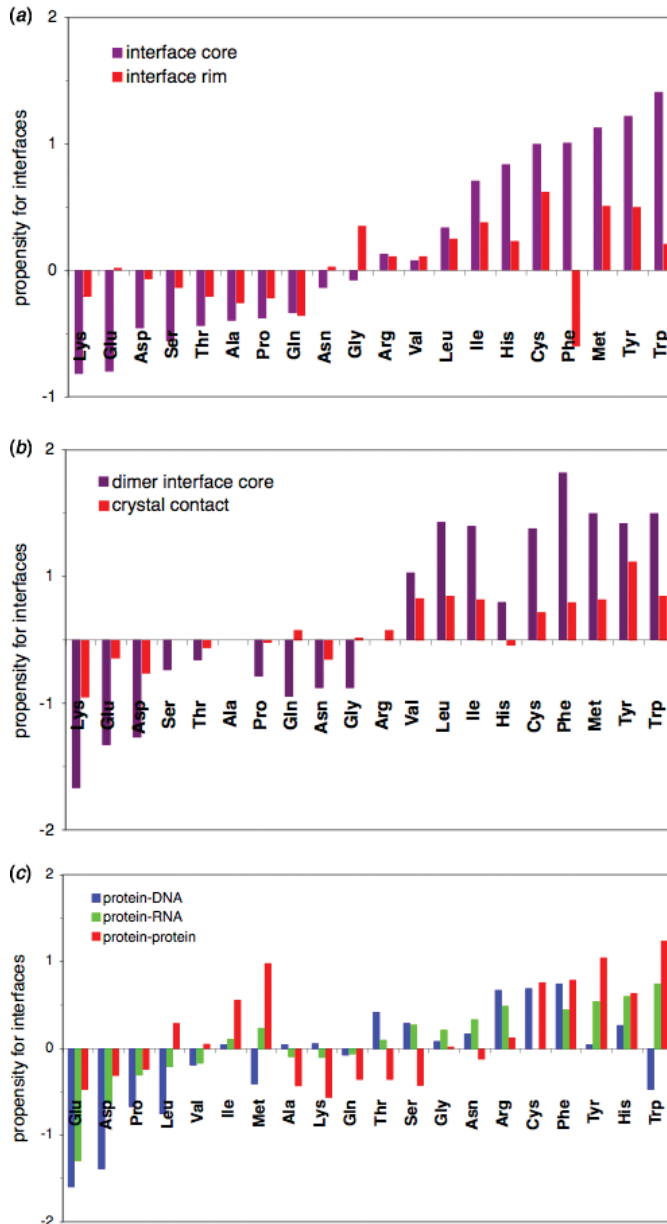 (a)
2
interface core
interface rim
1
0
-1
propensity for interfaces
Lys Glu Asp Ser Thr Ala Pro Gln Asn Gly Arg Val Leu Ile His Cys Phe Met Tyr Trp
(b)
2
dimer interface core
crystal contact
1
-1
-2
propensity for interfaces
Lys Glu Asp Ser Thr Ala Pro Gln Asn Gly Arg Val Leu Ile His Cys Phe Met Tyr Trp
(c)
2
protein-DNA
protein-RNA
protein-protein
1
0
-1
-2
propensity for interfaces
Glu Asp Pro Leu Val Ile Met Ala Lys Gln Thr Ser Gly Asn Arg Cys Phe Tyr His Trp